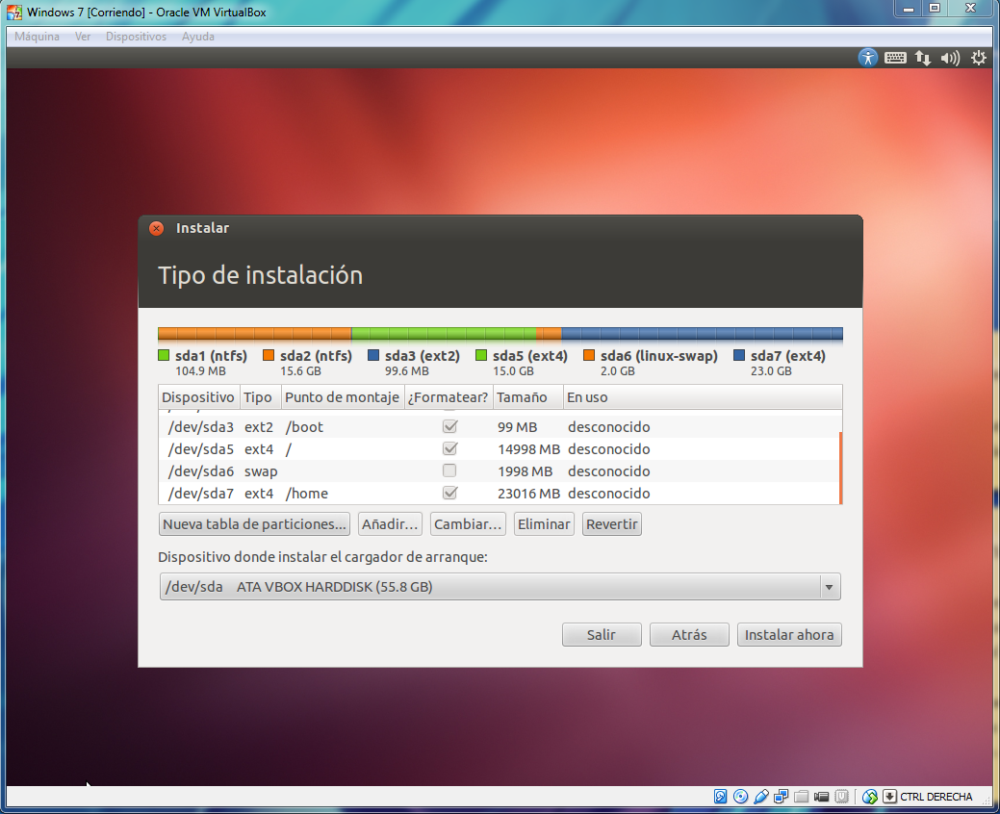 Windows 7 [Corriendo] - Oracle VM VirtualBox
Máquina Ver Dispositivos Ayuda
Instalar
Tipo de instalación
sda1 (ntfs) sda2 (ntfs) sda3 (ext2) sda5 (ext4) sda6 (linux-swap) sda7 (ext4)
104.9 MB 15.6 GB 99.6 MB 15.0 GB 2.0 GB 23.0 GB
Dispositivo Tipo Punto de montaje ¿Formatear? Tamaño En uso
/dev/sda3 ext2 /boot 99 MB desconocido
/dev/sda5 ext4 / 14998 MB desconocido
/dev/sda6 swap 1998 MB desconocido
/dev/sda7 ext4 /home 23016 MB desconocido
Nueva tabla de particiones... Añadir... Cambiar... Eliminar Revertir
Dispositivo donde instalar el cargador de arranque:
/dev/sda ATA VBOX HARDDISK (55.8 GB)
Salir Atrás Instalar ahora
CTRL DERECHA